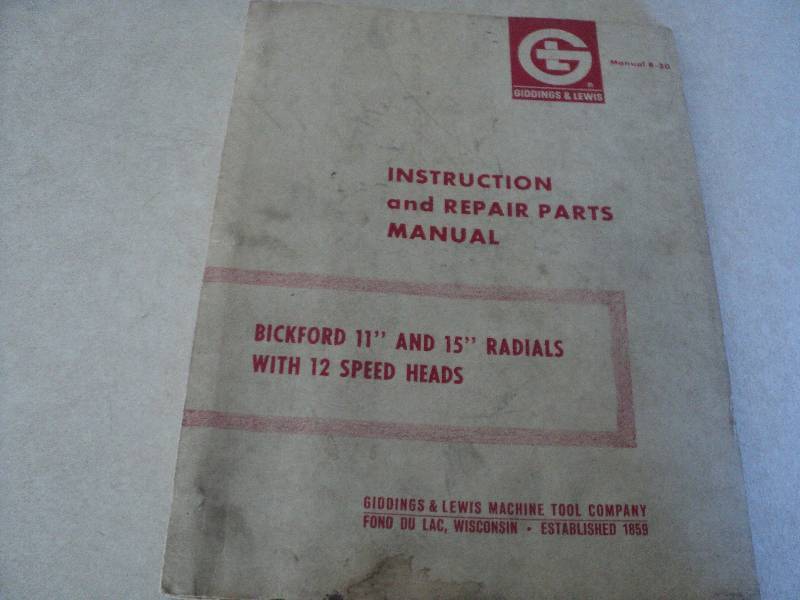 Manual R-30
G
®
GIDDINGS & LEWIS
INSTRUCTION
and REPAIR PARTS
MANUAL
BICKFORD 11" AND 15" RADIALS
WITH 12 SPEED HEADS
GIDDINGS & LEWIS MACHINE TOOL COMPANY
FOND DU LAC, WISCONSIN • ESTABLISHED 1859